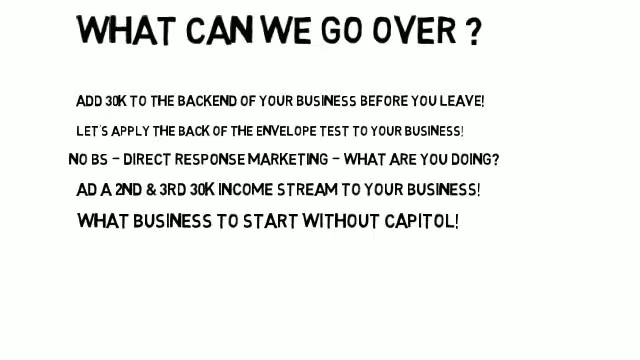 WHAT CAN WE GO OVER ?
ADD 30K TO THE BACKEND OF YOUR BUSINESS BEFORE YOU LEAVE!
LET'S APPLY THE BACK OF THE ENVELOPE TEST TO YOUR BUSINESS!
NO BS - DIRECT RESPONSE MARKETING - WHAT ARE YOU DOING?
AD A 2ND & 3RD 30K INCOME STREAM TO YOUR BUSINESS!
WHAT BUSINESS TO START WITHOUT CAPITOL!